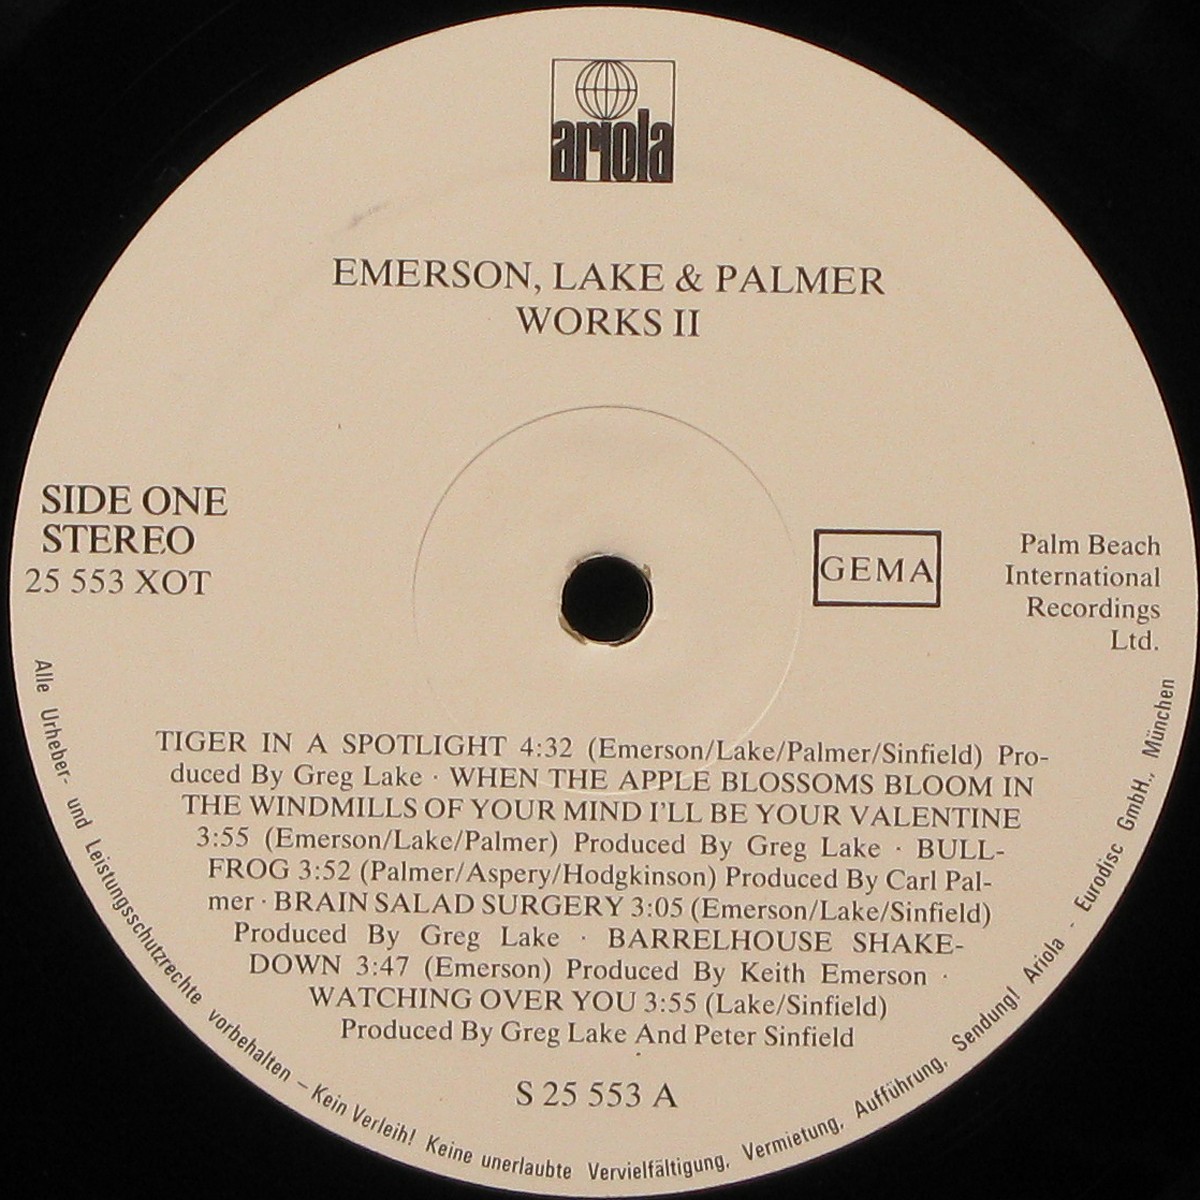 ariola
EMERSON, LAKE & PALMER
WORKS II
SIDE ONE
STEREO
25 553 XOT
GEMA
Palm Beach
International
Recordings
Ltd.
TIGER IN A SPOTLIGHT 4:32 (Emerson/Lake/Palmer/Sinfield) Pro-
duced By Greg Lake · WHEN THE APPLE BLOSSOMS BLOOM IN
THE WINDMILLS OF YOUR MIND I'LL BE YOUR VALENTINE
3:55 (Emerson/Lake/Palmer) Produced By Greg Lake · BULL-
FROG 3:52 (Palmer/Aspery/Hodgkinson) Produced By Carl Pal-
mer · BRAIN SALAD SURGERY 3:05 (Emerson/Lake/Sinfield)
Produced By Greg Lake · BARRELHOUSE SHAKE-
DOWN 3:47 (Emerson) Produced By Keith Emerson ·
WATCHING OVER YOU 3:55 (Lake/Sinfield)
Produced By Greg Lake And Peter Sinfield
S 25 553 A
Alle Urheber- und Leistungsschutzrechte vorbehalten – Kein Verleih! Keine unerlaubte Vervielfältigung, Vermietung, Aufführung, Sendung! Ariola - Eurodisc GmbH., München